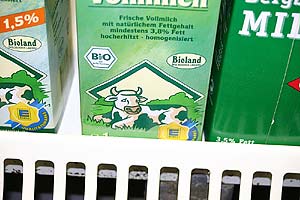 1,5%
Bioland
Vollmilch
Frische Vollmilch
mit natürlichem Fettgehalt
mindestens 3,8% Fett
hocherhitzt - homogenisiert
BIO
Bioland
MIL
3,5% Fett